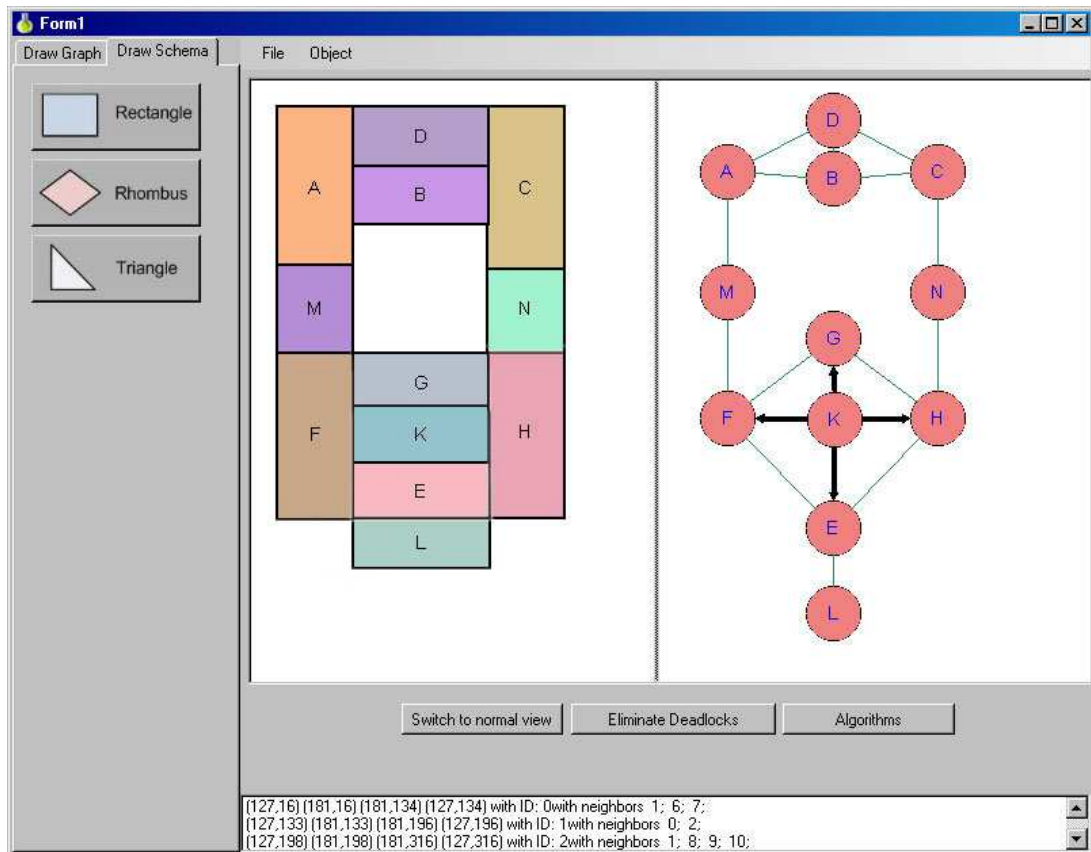 Form1
Draw Graph Draw Schema File Object
Rectangle
Rhombus
Triangle
D
A
C
B
M
N
G
F
K
H
E
L
D
A
C
B
M
N
G
F
K
H
E
L
Switch to normal view Eliminate Deadlocks Algorithms
(127,16) (181,16) (181,134) (127,134) with ID: 0with neighbors 1; 6; 7;
(127,133) (181,133) (181,196) (127,196) with ID: 1with neighbors 0; 2;
(127,198) (181,198) (181,316) (127,316) with ID: 2with neighbors 1; 8; 9; 10;